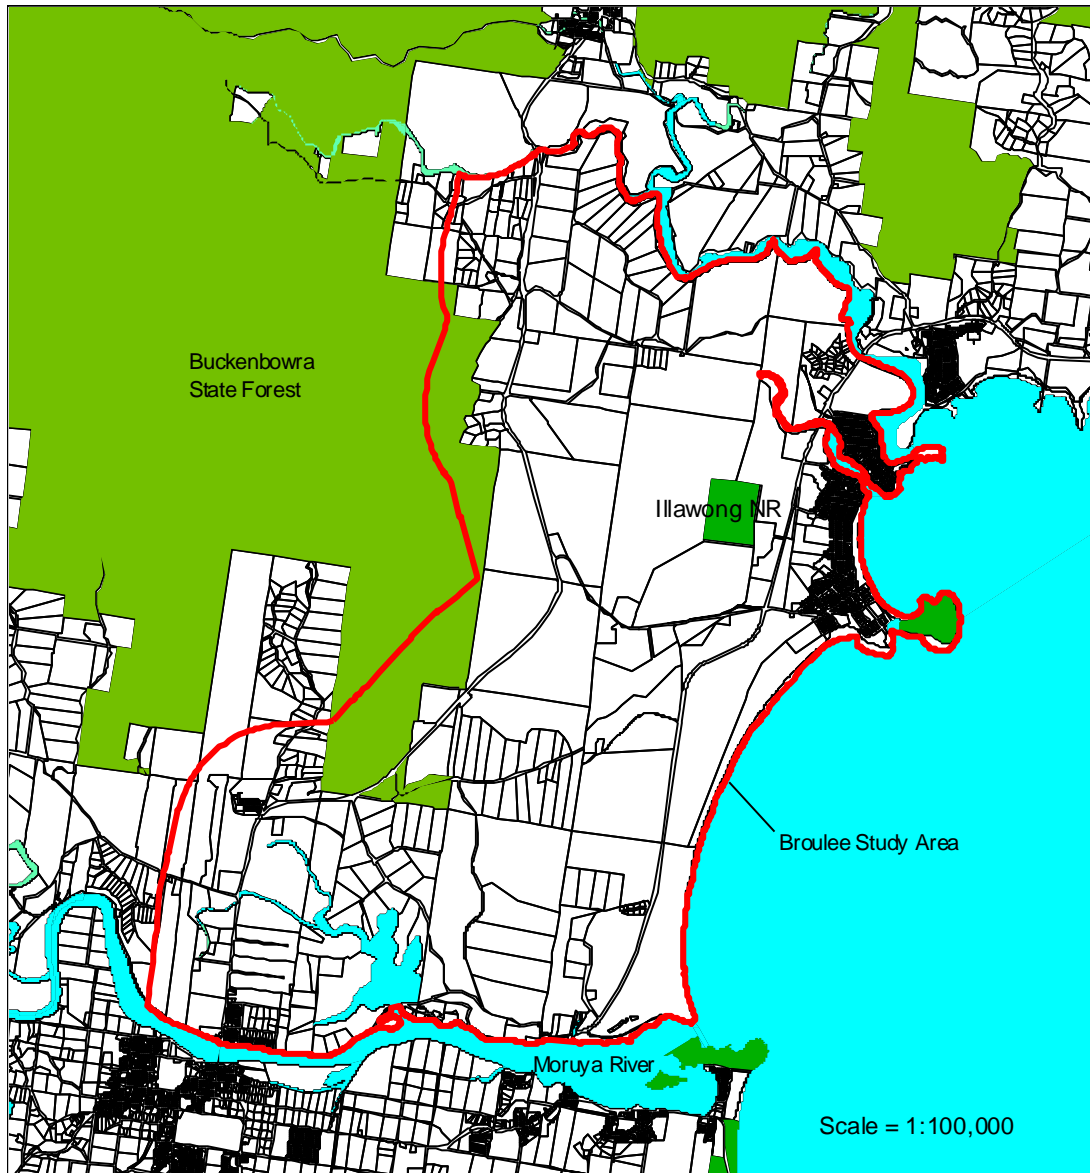 Buckenbowra
State Forest
Illawong NR
Broulee Study Area
Moruya River
Scale = 1:100,000